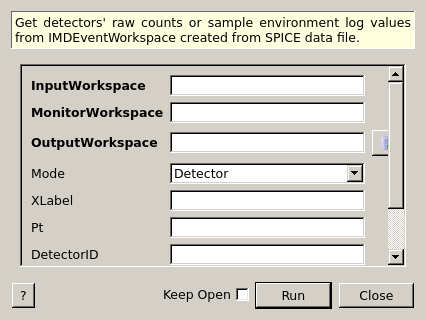 Get detectors' raw counts or sample environment log values
from IMDEventWorkspace created from SPICE data file.
InputWorkspace
MonitorWorkspace
OutputWorkspace
Mode Detector
XLabel
Pt
DetectorID
? Keep Open Run Close